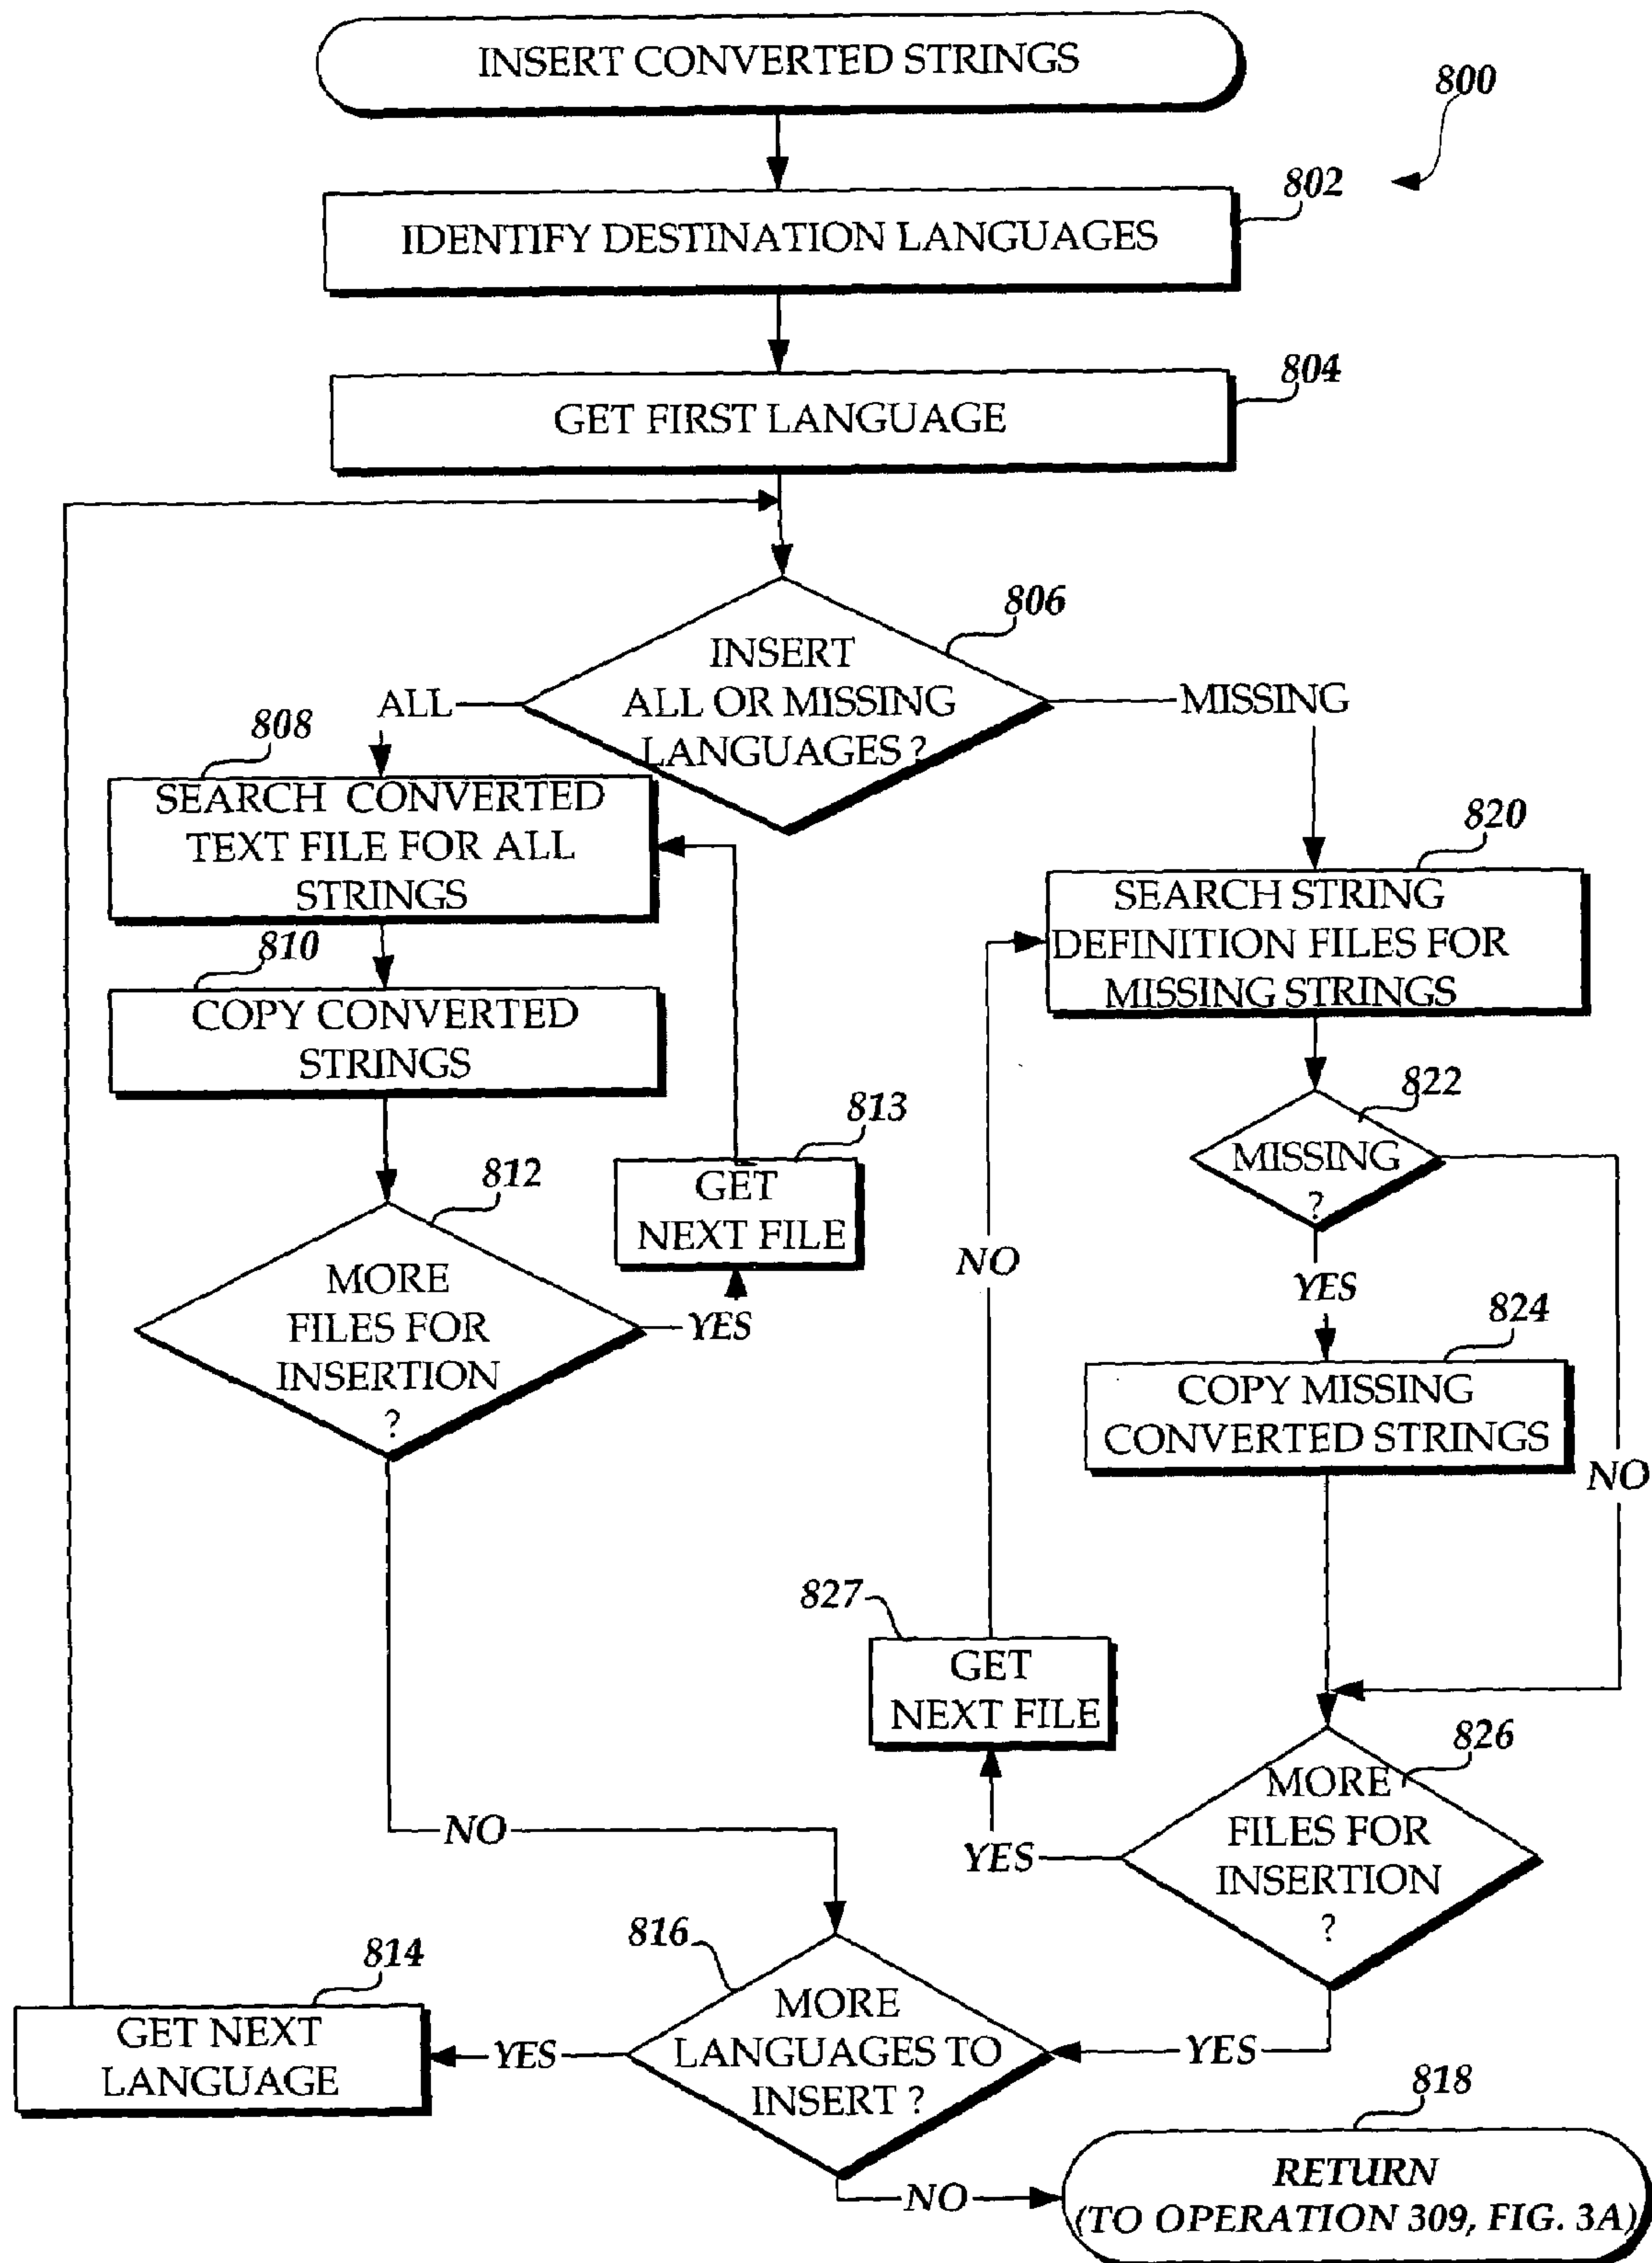 INSERT CONVERTED STRINGS
800
802
IDENTIFY DESTINATION LANGUAGES
804
GET FIRST LANGUAGE
806
INSERT
ALL OR MISSING
LANGUAGES ?
ALL
MISSING
808
SEARCH CONVERTED
TEXT FILE FOR ALL
STRINGS
810
COPY CONVERTED
STRINGS
812
MORE
FILES FOR
INSERTION
?
YES
813
GET
NEXT FILE
820
SEARCH STRING
DEFINITION FILES FOR
MISSING STRINGS
822
MISSING
?
YES
NO
824
COPY MISSING
CONVERTED STRINGS
NO
827
GET
NEXT FILE
826
MORE
FILES FOR
INSERTION
?
YES
NO
816
MORE
LANGUAGES TO
INSERT ?
YES
YES
814
GET NEXT
LANGUAGE
NO
818
RETURN
(TO OPERATION 309, FIG. 3A)